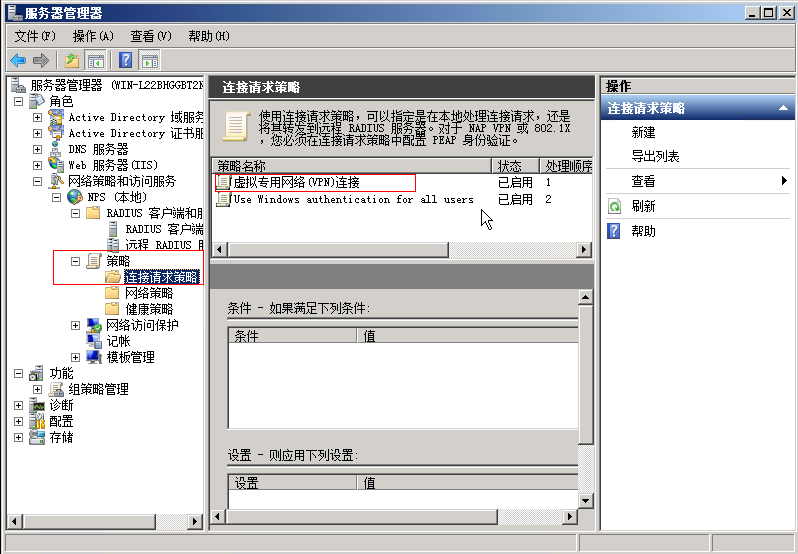 服务器管理器
文件(F) 操作(A) 查看(V) 帮助(H)
服务器管理器 (WIN-L22BHGGBT2N
角色
Active Directory 域服务
Active Directory 证书服
DNS 服务器
Web 服务器(IIS)
网络策略和访问服务
NPS (本地)
RADIUS 客户端和服
RADIUS 客户端
远程 RADIUS 服
策略
连接请求策略
网络策略
健康策略
网络访问保护
记帐
模板管理
功能
组策略管理
诊断
配置
存储
连接请求策略
使用连接请求策略，可以指定是在本地处理连接请求，还是
将其转发到远程 RADIUS 服务器。对于 NAP VPN 或 802.1X
，您必须在连接请求策略中配置 PEAP 身份验证。
策略名称 状态 处理顺序
虚拟专用网络(VPN)连接 已启用 1
Use Windows authentication for all users 已启用 2
条件 - 如果满足下列条件:
条件 值
设置 - 则应用下列设置:
设置 值
操作
连接请求策略
新建
导出列表
查看
刷新
帮助